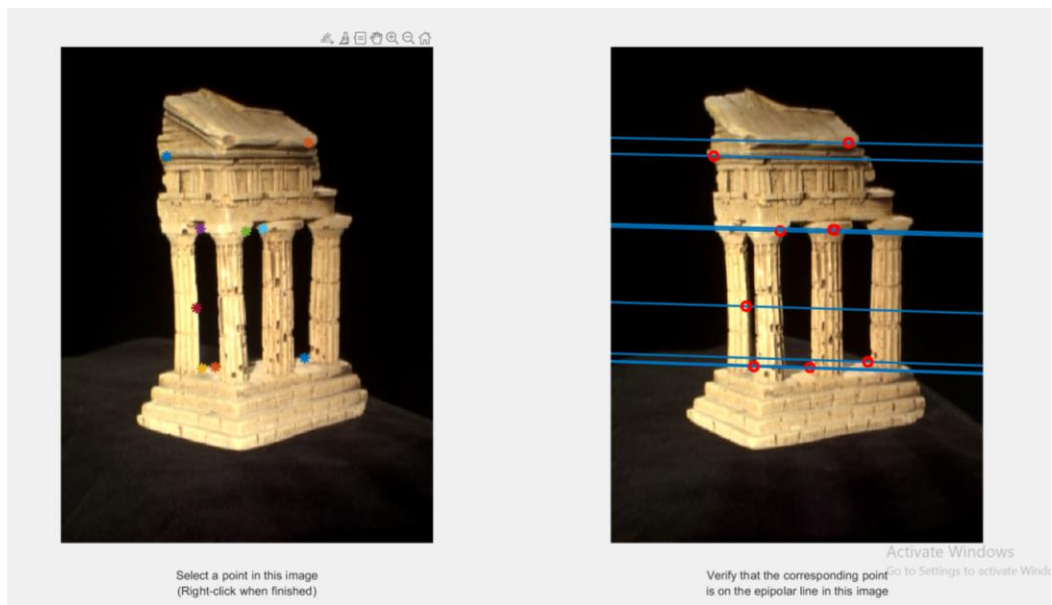 Select a point in this image
(Right-click when finished)
Verify that the corresponding point
is on the epipolar line in this image
Activate Windows
Go to Settings to activate Windo